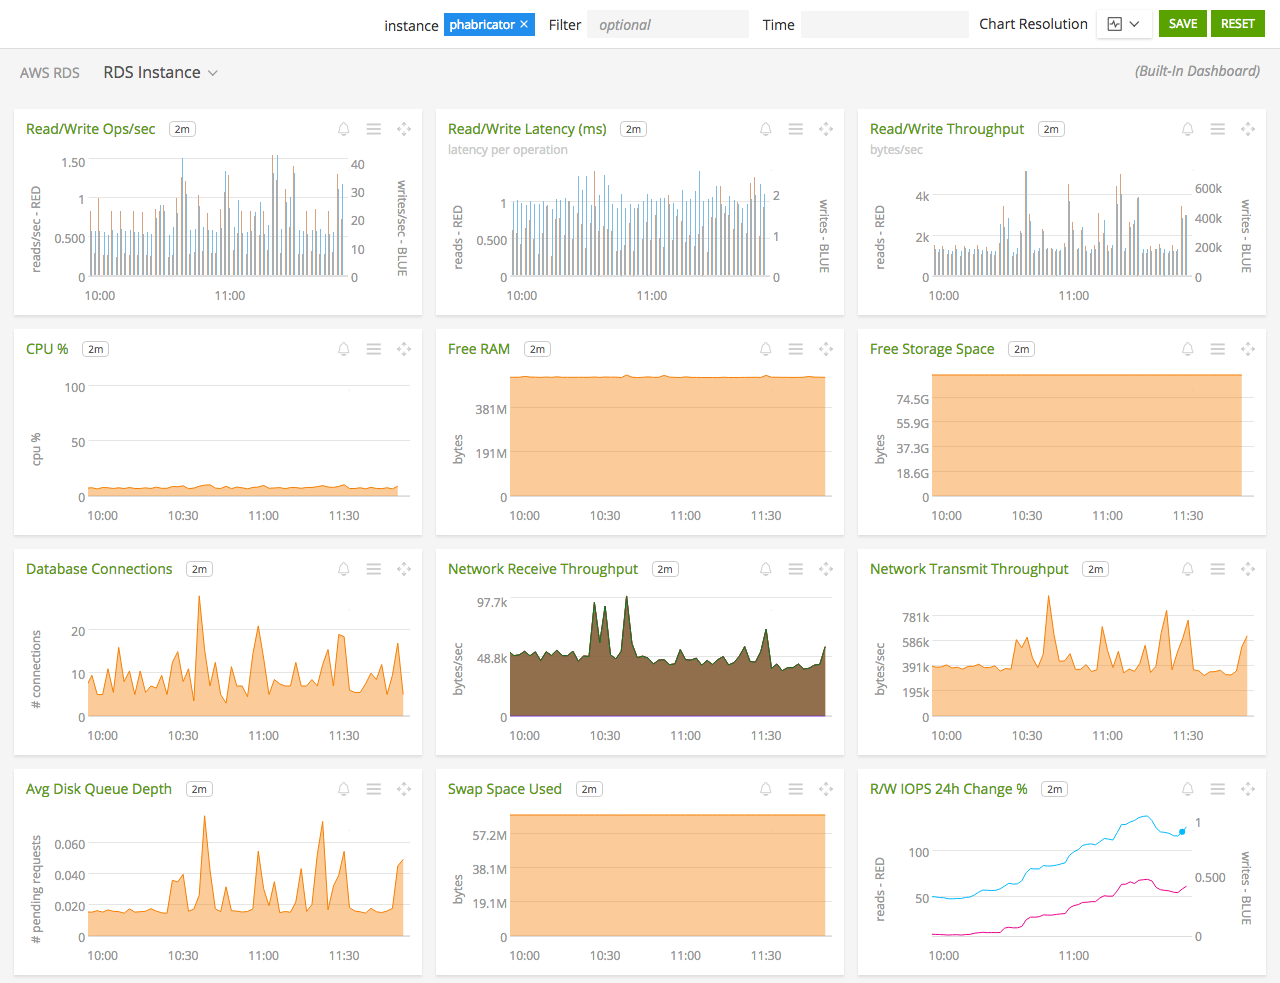 instance phabricator × Filter optional Time Chart Resolution SAVE RESET
AWS RDS RDS Instance (Built-In Dashboard)
Read/Write Ops/sec 2m
reads/sec - RED
1.50
1
0.500
0
40
30
20
10
0
writes/sec - BLUE
10:00 11:00
Read/Write Latency (ms) 2m
latency per operation
reads - RED
1
0.500
0
2
1
0
writes - BLUE
10:00 11:00
Read/Write Throughput 2m
bytes/sec
reads - RED
4k
2k
0
600k
400k
200k
0
writes - BLUE
10:00 11:00
CPU % 2m
cpu %
100
50
0
10:00 10:30 11:00 11:30
Free RAM 2m
bytes
381M
191M
0
10:00 10:30 11:00 11:30
Free Storage Space 2m
bytes
74.5G
55.9G
37.3G
18.6G
0
10:00 10:30 11:00 11:30
Database Connections 2m
# connections
20
10
0
10:00 10:30 11:00 11:30
Network Receive Throughput 2m
bytes/sec
97.7k
48.8k
0
10:00 10:30 11:00 11:30
Network Transmit Throughput 2m
bytes/sec
781k
586k
391k
195k
0
10:00 10:30 11:00 11:30
Avg Disk Queue Depth 2m
# pending requests
0.060
0.040
0.020
0
10:00 10:30 11:00 11:30
Swap Space Used 2m
bytes
57.2M
38.1M
19.1M
0
10:00 10:30 11:00 11:30
R/W IOPS 24h Change % 2m
reads - RED
100
50
1
0.500
0
writes - BLUE
10:00 11:00